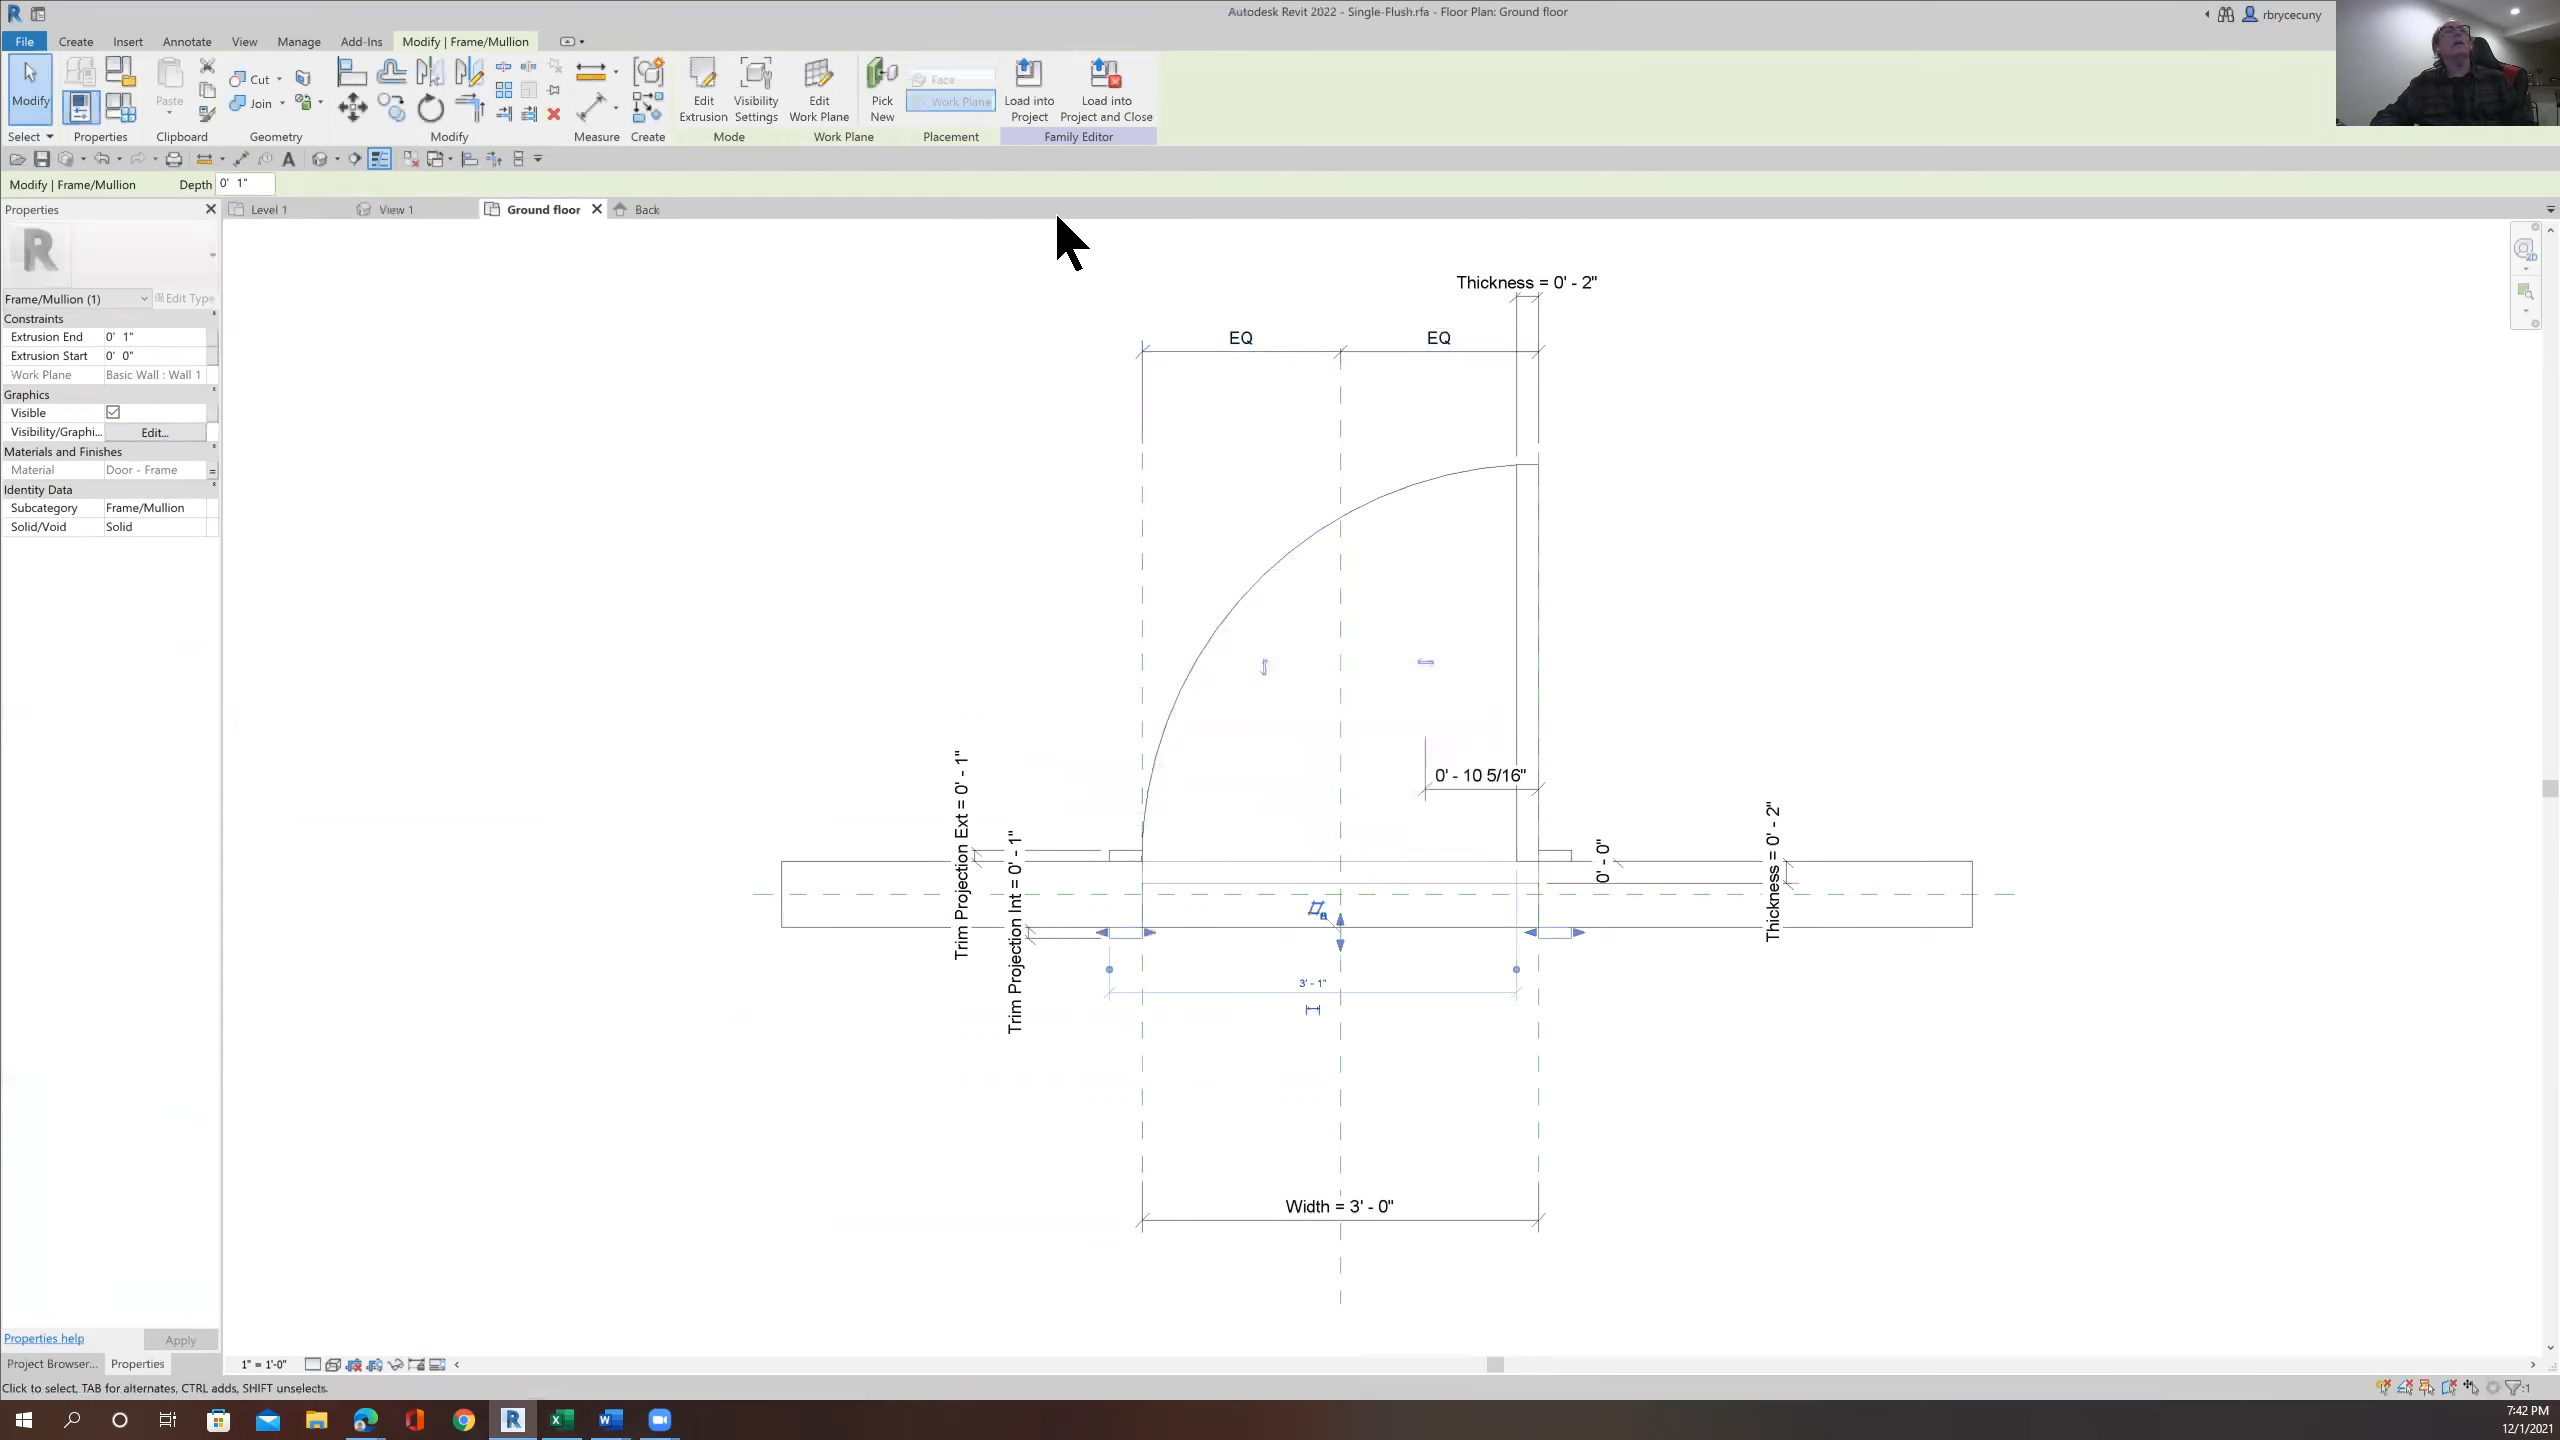 Autodesk Revit 2022 - Single-Flush.rfa - Floor Plan: Ground floor
rbrycecuny
File Create Insert Annotate View Manage Add-Ins Modify | Frame/Mullion
Modify
Paste
Cut
Join
Edit Extrusion
Visibility Settings
Edit Work Plane
Pick New
Face
Work Plane
Load into Project
Load into Project and Close
Select Properties Clipboard Geometry Modify Measure Create Mode Work Plane Placement Family Editor
Modify | Frame/Mullion Depth 0' 1"
Properties
Level 1 View 1 Ground floor Back
2D
Frame/Mullion (1) Edit Type
Constraints
Extrusion End 0' 1"
Extrusion Start 0' 0"
Work Plane Basic Wall : Wall 1
Graphics
Visible
Visibility/Graphi... Edit...
Materials and Finishes
Material Door - Frame =
Identity Data
Subcategory Frame/Mullion
Solid/Void Solid
Thickness = 0' - 2"
EQ EQ
0' - 10 5/16"
Trim Projection Ext = 0' - 1"
Trim Projection Int = 0' - 1"
0' - 0"
Thickness = 0' - 2"
3' - 1"
Width = 3' - 0"
Properties help Apply
Project Browser... Properties
1" = 1'-0"
Click to select, TAB for alternates, CTRL adds, SHIFT unselects.
:1
7:42 PM
12/1/2021